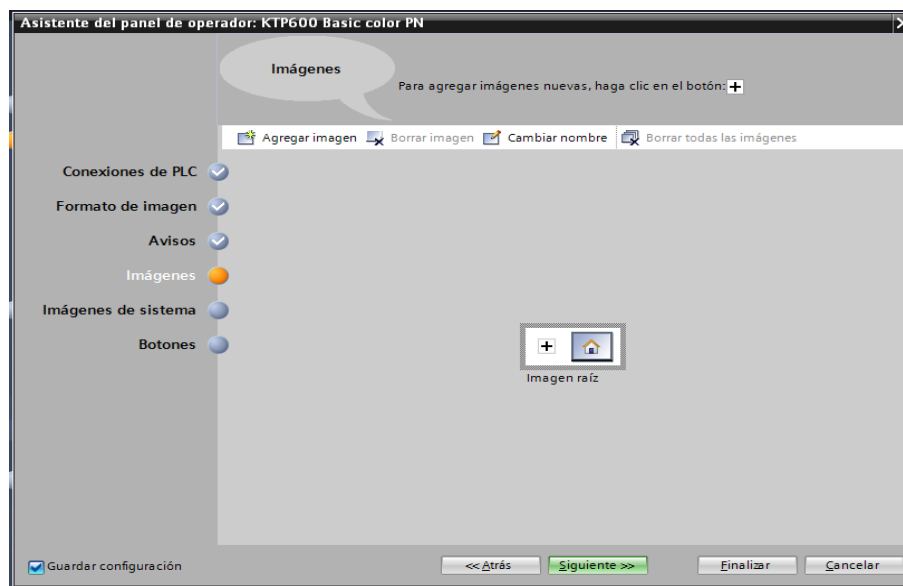 Asistente del panel de operador: KTP600 Basic color PN
Imágenes
Para agregar imágenes nuevas, haga clic en el botón:
Agregar imagen Borrar imagen Cambiar nombre Borrar todas las imágenes
Conexiones de PLC
Formato de imagen
Avisos
Imágenes
Imágenes de sistema
Botones
Imagen raíz
Guardar configuración
<< Atrás Siguiente >> Finalizar Cancelar